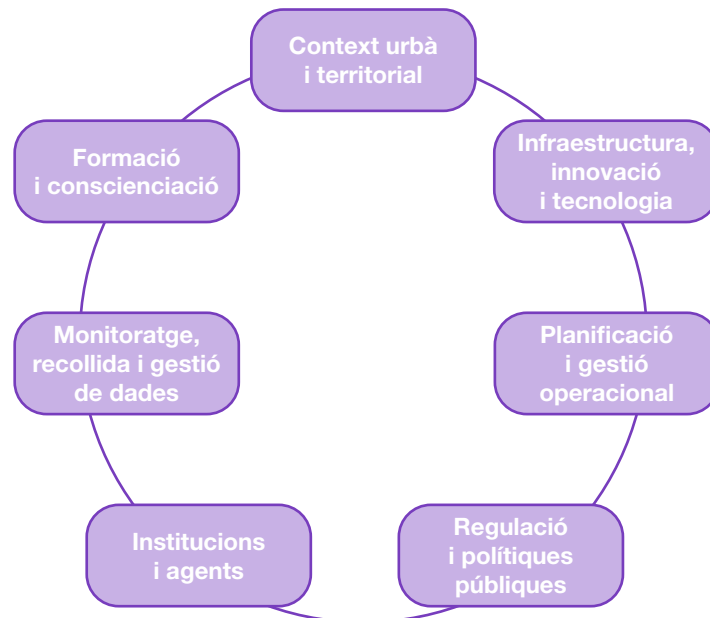 Context urbà
i territorial
Infraestructura,
innovació
i tecnologia
Planificació
i gestió
operacional
Regulació
i polítiques
públiques
Institucions
i agents
Monitoratge,
recollida i gestió
de dades
Formació
i conscienciació